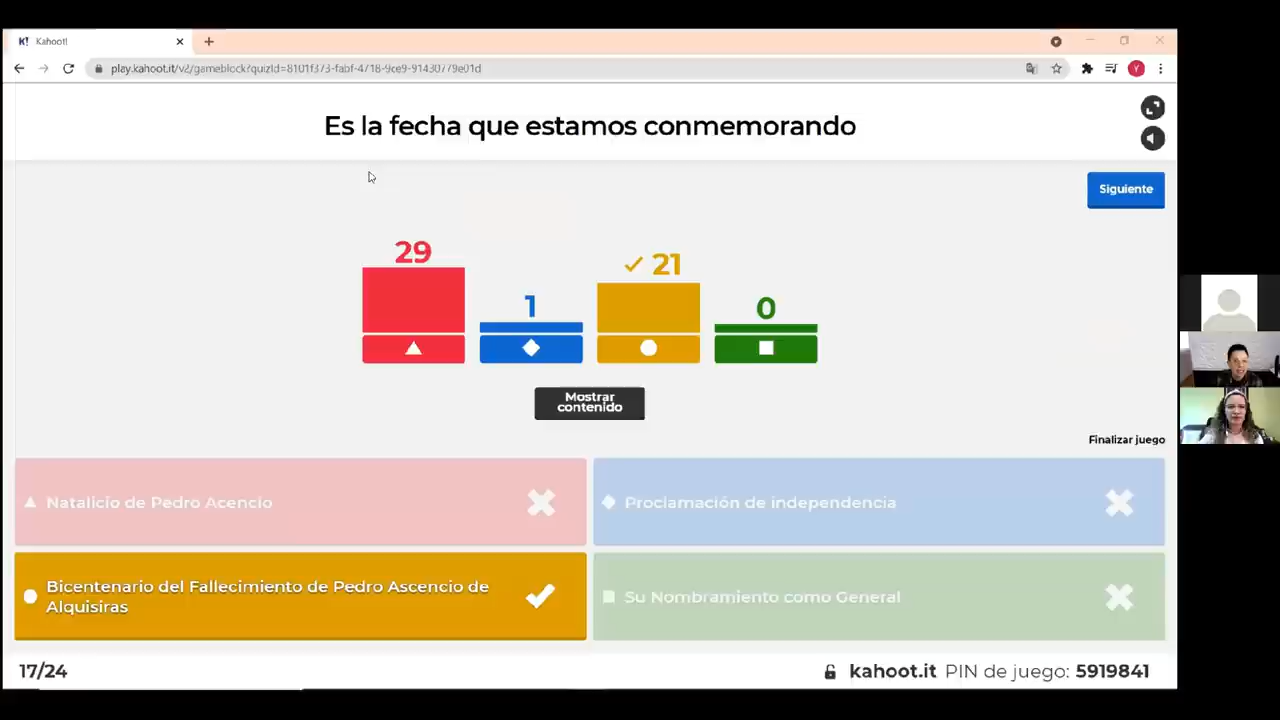 K! Kahoot!
play.kahoot.it/v2/gameblock?quizId=8101f373-fabf-4718-9ce9-91430779e01d
Y
Es la fecha que estamos conmemorando
Siguiente
29
1
21
0
Mostrar
contenido
Finalizar juego
Natalicio de Pedro Acencio
Proclamación de independencia
Bicentenario del Fallecimiento de Pedro Ascencio de
Alquisiras
Su Nombramiento como General
17/24
kahoot.it PIN de juego: 5919841